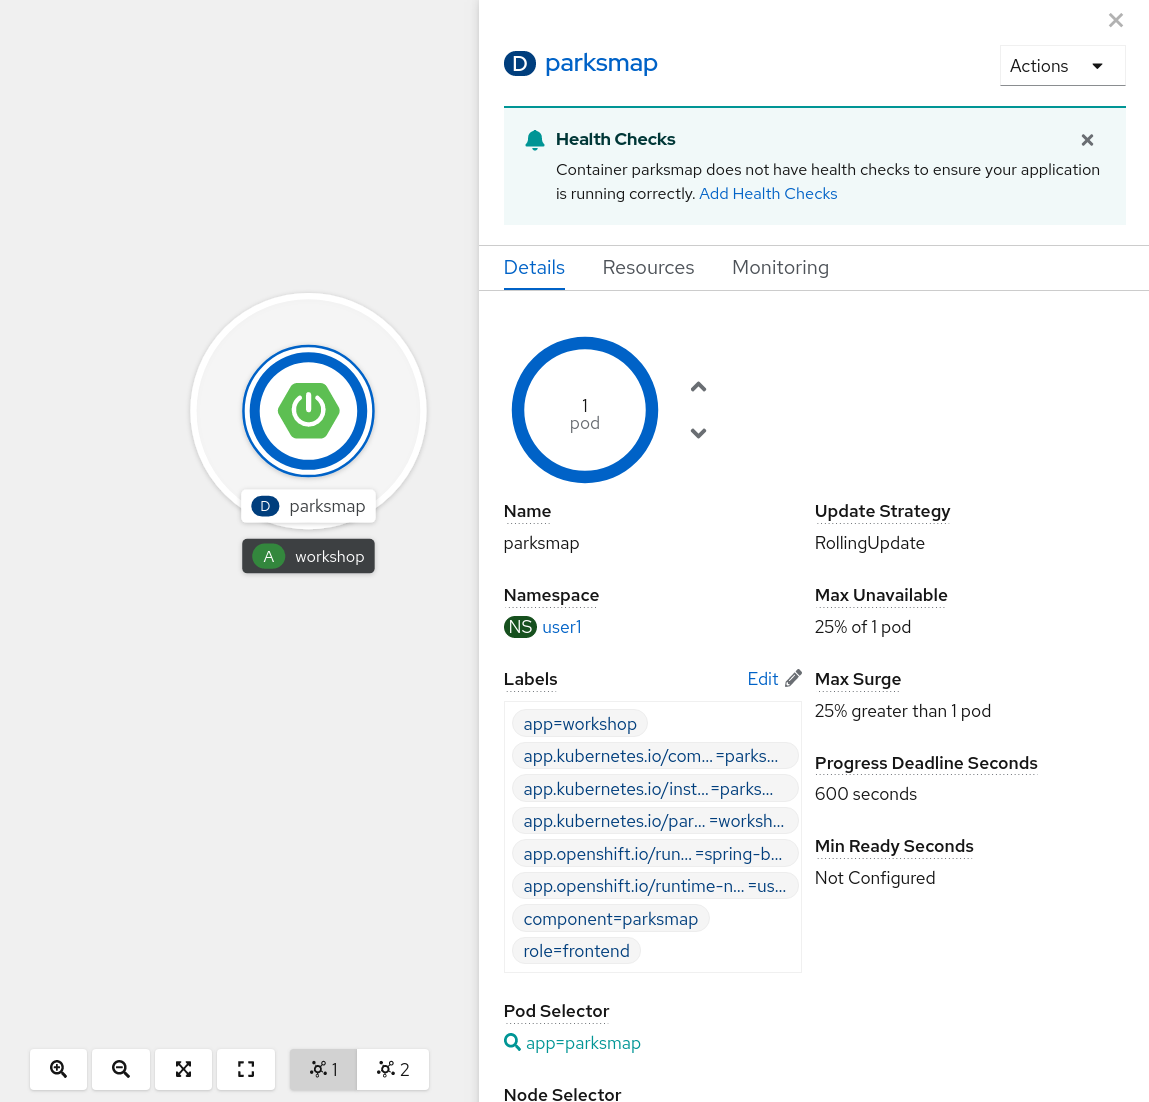 D parksmap
Actions
Health Checks
Container parksmap does not have health checks to ensure your application
is running correctly. Add Health Checks
Details Resources Monitoring
1
pod
D parksmap
A workshop
Name
parksmap
Update Strategy
RollingUpdate
Namespace
NS user1
Max Unavailable
25% of 1 pod
Labels Edit
app=workshop
app.kubernetes.io/com... =parks...
app.kubernetes.io/inst... =parks...
app.kubernetes.io/par... =worksh...
app.openshift.io/run... =spring-b...
app.openshift.io/runtime-n... =us...
component=parksmap
role=frontend
Max Surge
25% greater than 1 pod
Progress Deadline Seconds
600 seconds
Min Ready Seconds
Not Configured
Pod Selector
app=parksmap
Node Selector
1 2